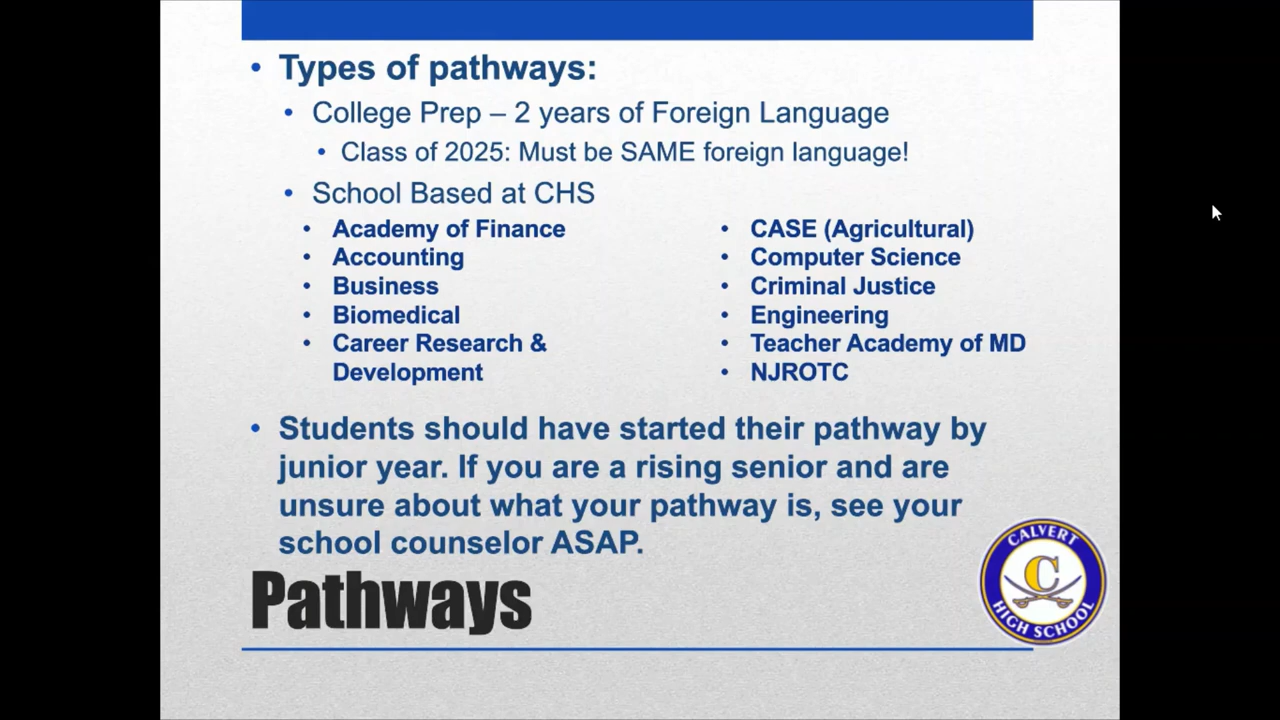 Types of pathways:
College Prep – 2 years of Foreign Language
Class of 2025: Must be SAME foreign language!
School Based at CHS
Academy of Finance
Accounting
Business
Biomedical
Career Research &
Development
CASE (Agricultural)
Computer Science
Criminal Justice
Engineering
Teacher Academy of MD
NJROTC
Students should have started their pathway by
junior year. If you are a rising senior and are
unsure about what your pathway is, see your
school counselor ASAP.
Pathways
CALVERT
C
HIGH SCHOOL